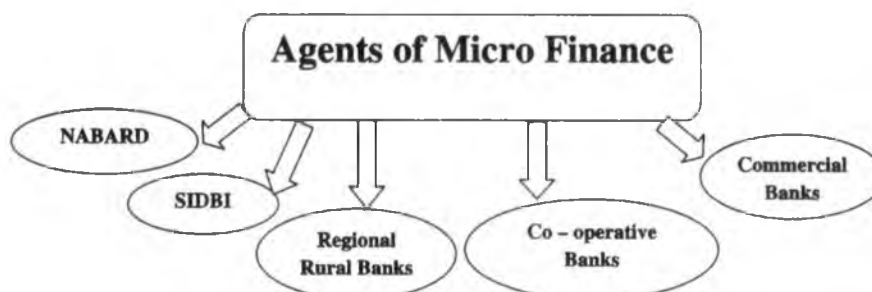 Agents of Micro Finance
NABARD
SIDBI
Regional
Rural Banks
Co – operative
Banks
Commercial
Banks